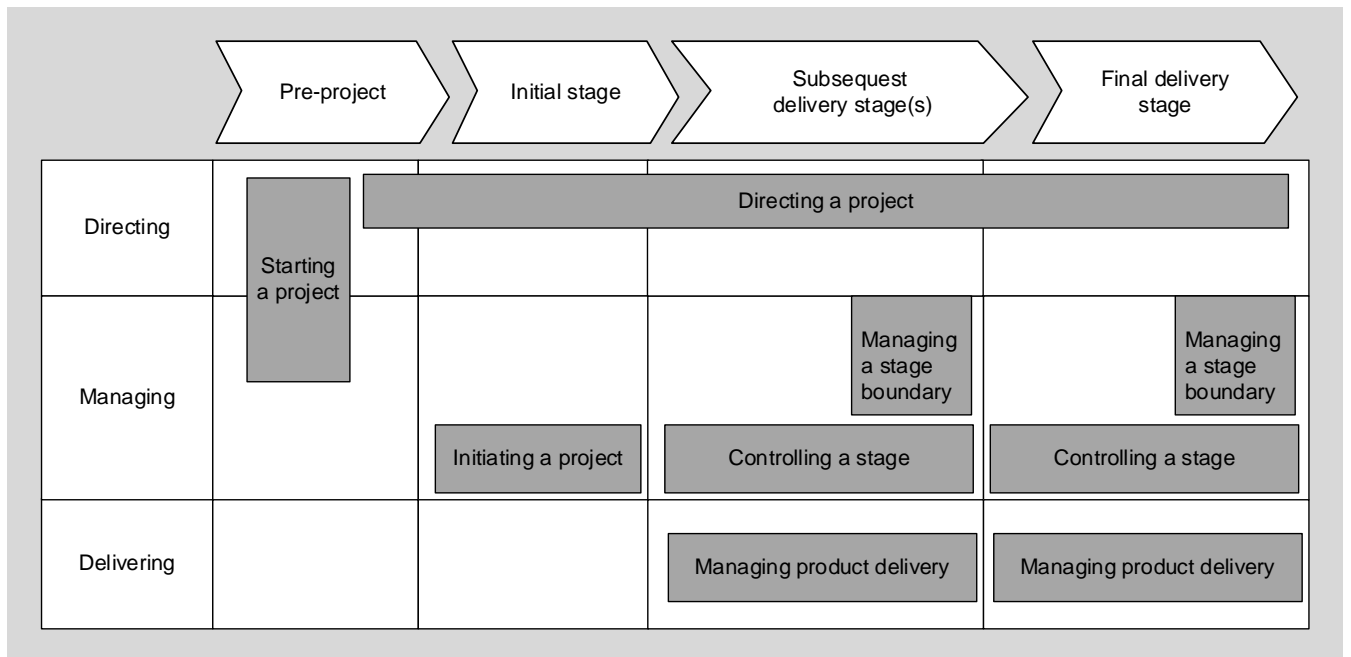 Pre-project
Initial stage
Subsequest
delivery stage(s)
Final delivery
stage
Directing
Starting
a project
Directing a project
Managing
Managing
a stage
boundary
Managing
a stage
boundary
Initiating a project
Controlling a stage
Controlling a stage
Delivering
Managing product delivery
Managing product delivery